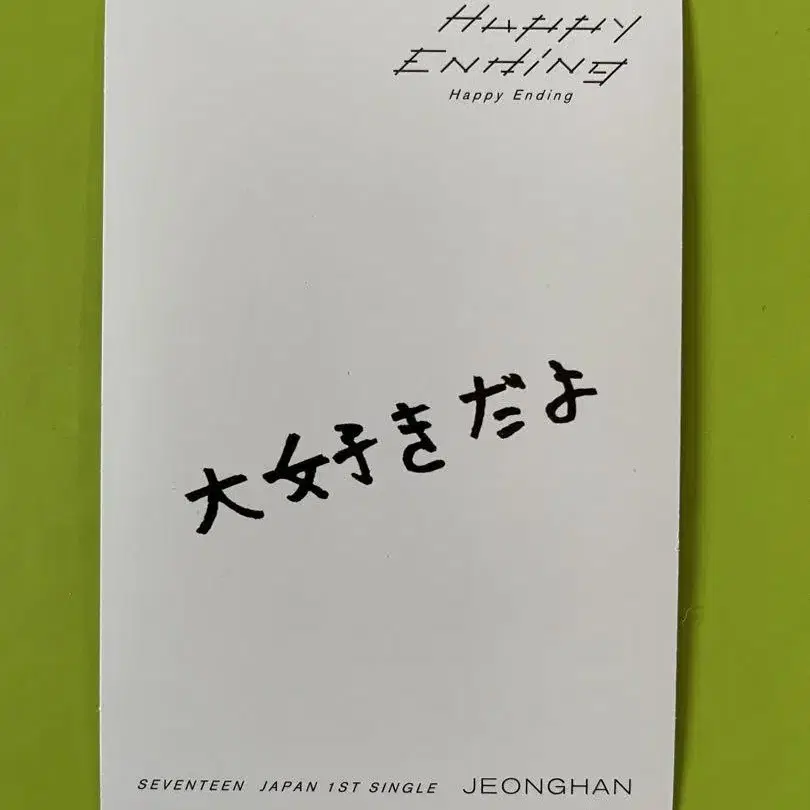 HAPPY
ENDING
Happy Ending
大好きだよ
SEVENTEEN JAPAN 1ST SINGLE JEONGHAN